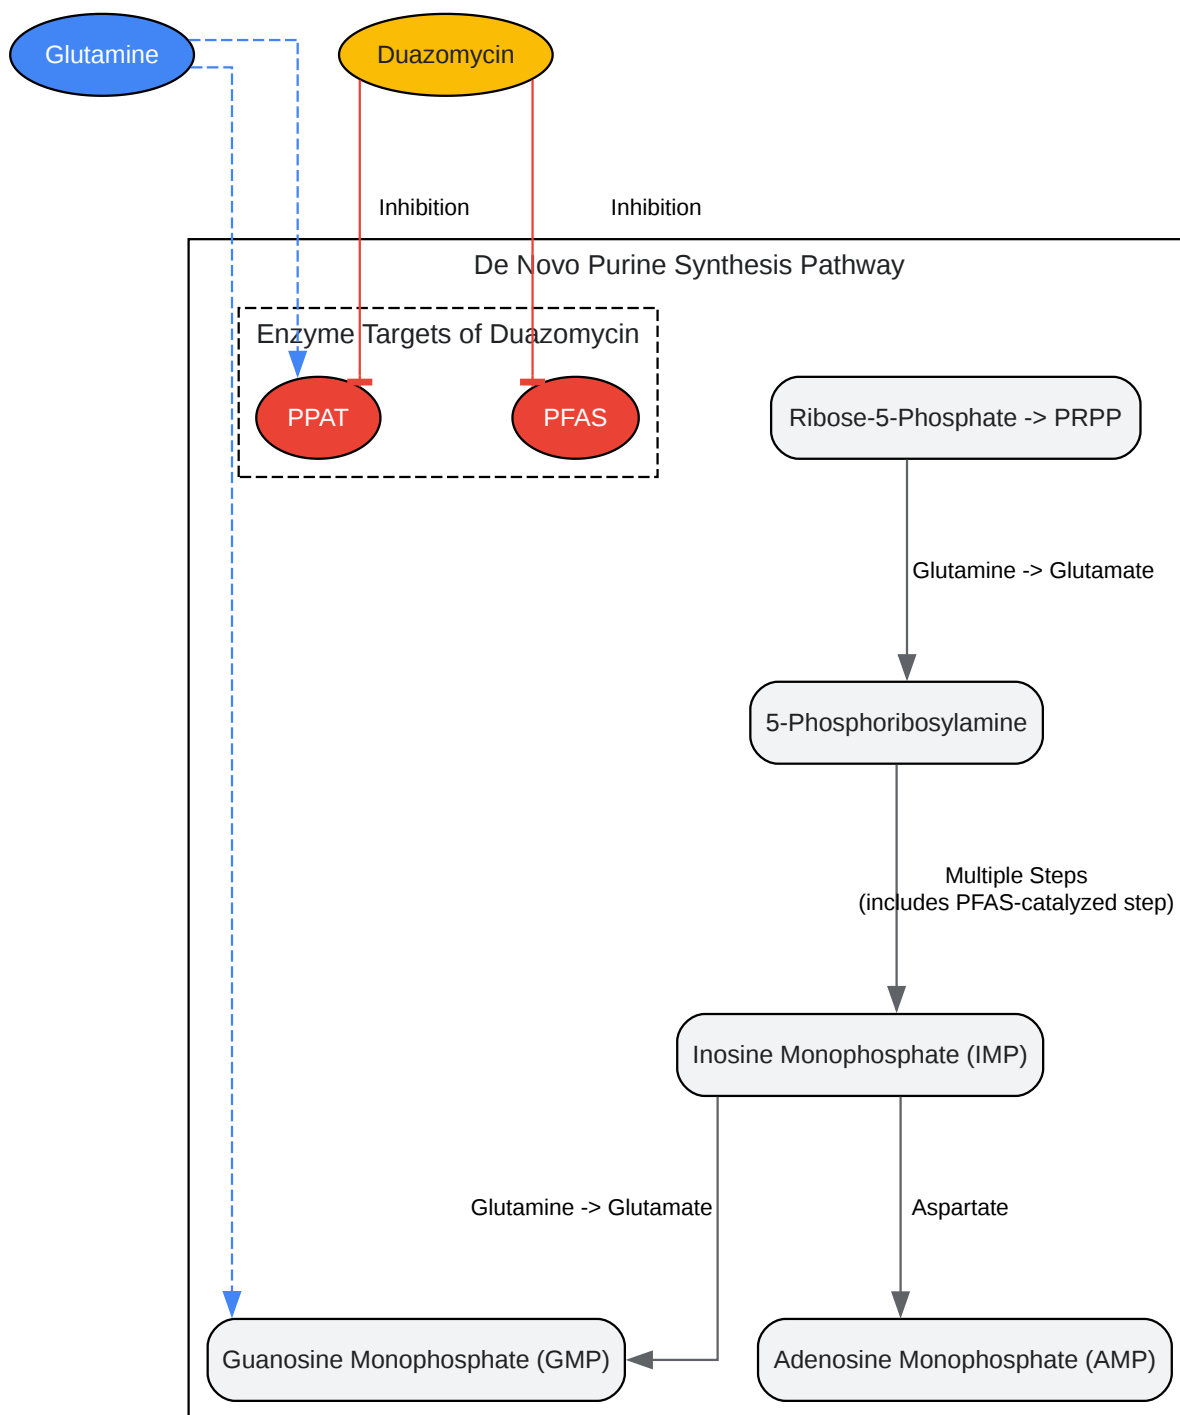 Glutamine
Duazomycin
Inhibition
Inhibition
De Novo Purine Synthesis Pathway
Enzyme Targets of Duazomycin
PPAT
PFAS
Ribose-5-Phosphate -> PRPP
Glutamine -> Glutamate
5-Phosphoribosylamine
Multiple Steps
(includes PFAS-catalyzed step)
Inosine Monophosphate (IMP)
Glutamine -> Glutamate
Aspartate
Guanosine Monophosphate (GMP)
Adenosine Monophosphate (AMP)